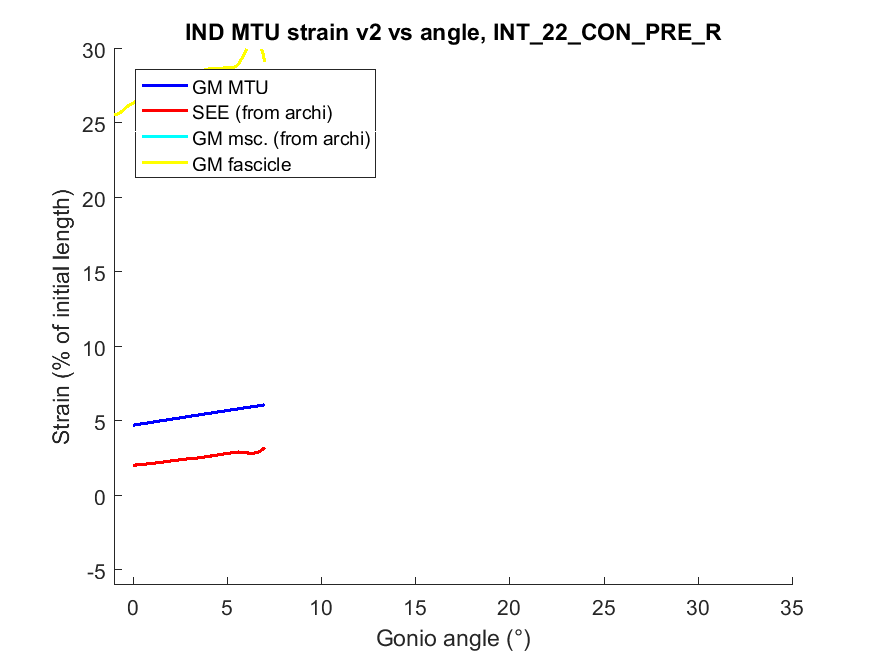 IND MTU strain v2 vs angle, INT_22_CON_PRE_R
30
25
20
15
10
5
0
-5
Strain (% of initial length)
GM MTU
SEE (from archi)
GM msc. (from archi)
GM fascicle
0 5 10 15 20 25 30 35
Gonio angle (°)